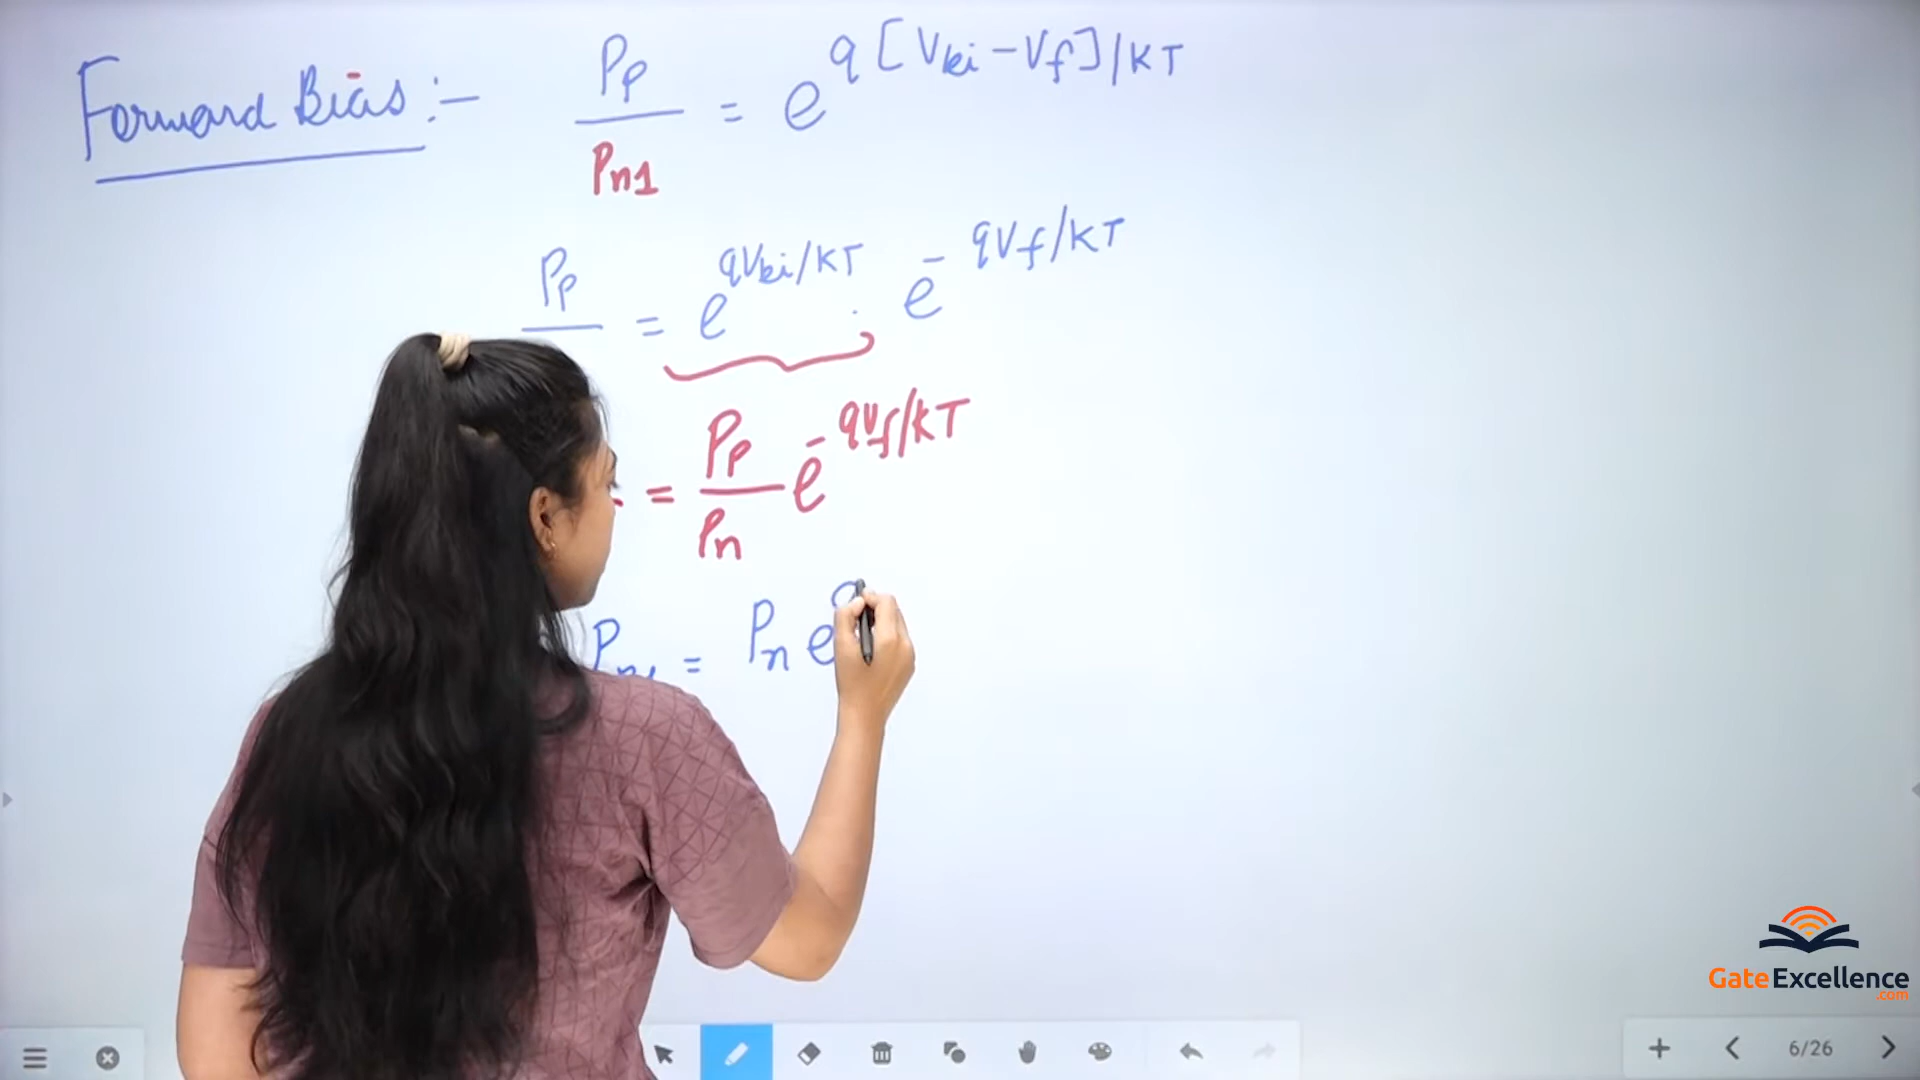 Forward Bias :- Pp / Pn1 = e^q[Vbi - Vf]/KT
Pp = e^qVbi/KT . e^-qVf/KT
= Pp / Pn e^-qVf/KT
Pn1 = Pn e
6/26
GateExcellence
.com